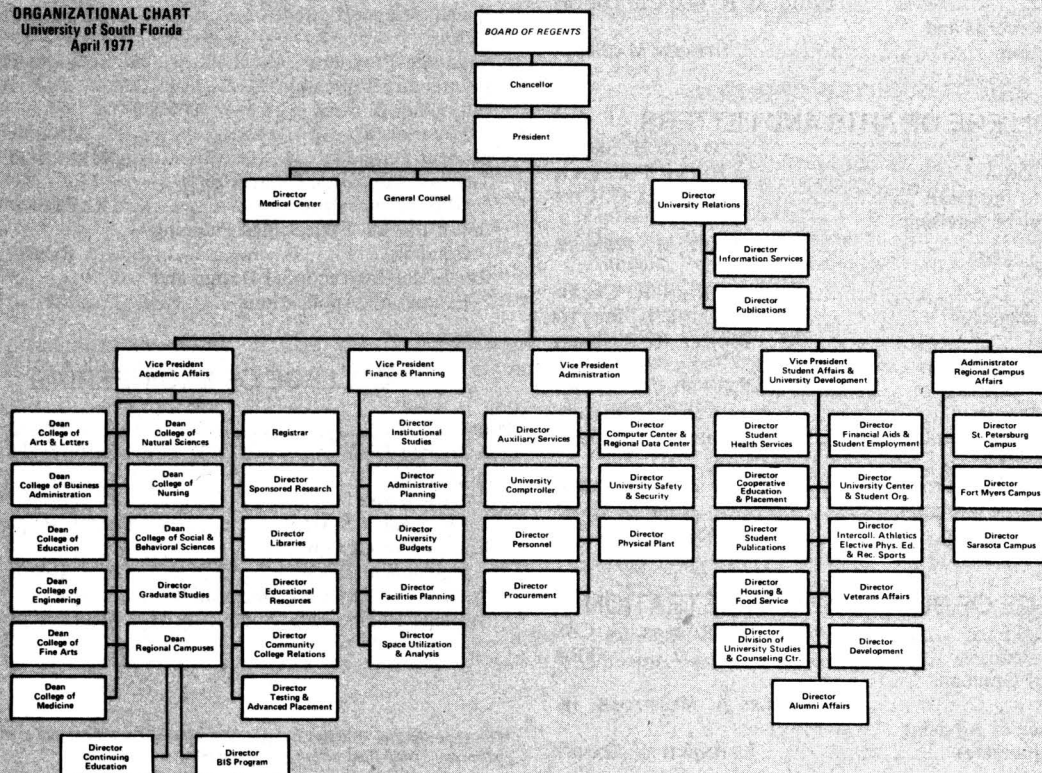 ORGANIZATIONAL CHART
University of South Florida
April 1977
BOARD OF REGENTS
Chancellor
President
Director
Medical Center
General Counsel
Director
University Relations
Director
Information Services
Director
Publications
Vice President
Academic Affairs
Vice President
Finance & Planning
Vice President
Administration
Vice President
Student Affairs &
University Development
Administrator
Regional Campus
Affairs
Dean
College of
Arts & Letters
Dean
College of
Natural Sciences
Registrar
Dean
College of Business
Administration
Dean
College of
Nursing
Director
Sponsored Research
Dean
College of
Education
Dean
College of Social &
Behavioral Sciences
Director
Libraries
Dean
College of
Engineering
Director
Graduate Studies
Director
Educational
Resources
Dean
College of
Fine Arts
Dean
Regional Campuses
Director
Community
College Relations
Dean
College of
Medicine
Director
Testing &
Advanced Placement
Director
Continuing
Education
Director
BIS Program
Director
Institutional
Studies
Director
Administrative
Planning
Director
University
Budgets
Director
Facilities Planning
Director
Space Utilization
& Analysis
Director
Auxiliary Services
Director
Computer Center &
Regional Data Center
University
Comptroller
Director
University Safety
& Security
Director
Personnel
Director
Physical Plant
Director
Procurement
Director
Student
Health Services
Director
Financial Aids &
Student Employment
Director
Cooperative
Education
& Placement
Director
University Center
& Student Org.
Director
Student
Publications
Director
Intercoll. Athletics
Elective Phys. Ed.
& Rec. Sports
Director
Housing &
Food Service
Director
Veterans Affairs
Director
Division of
University Studies
& Counseling Ctr.
Director
Development
Director
Alumni Affairs
Director
St. Petersburg
Campus
Director
Fort Myers Campus
Director
Sarasota Campus